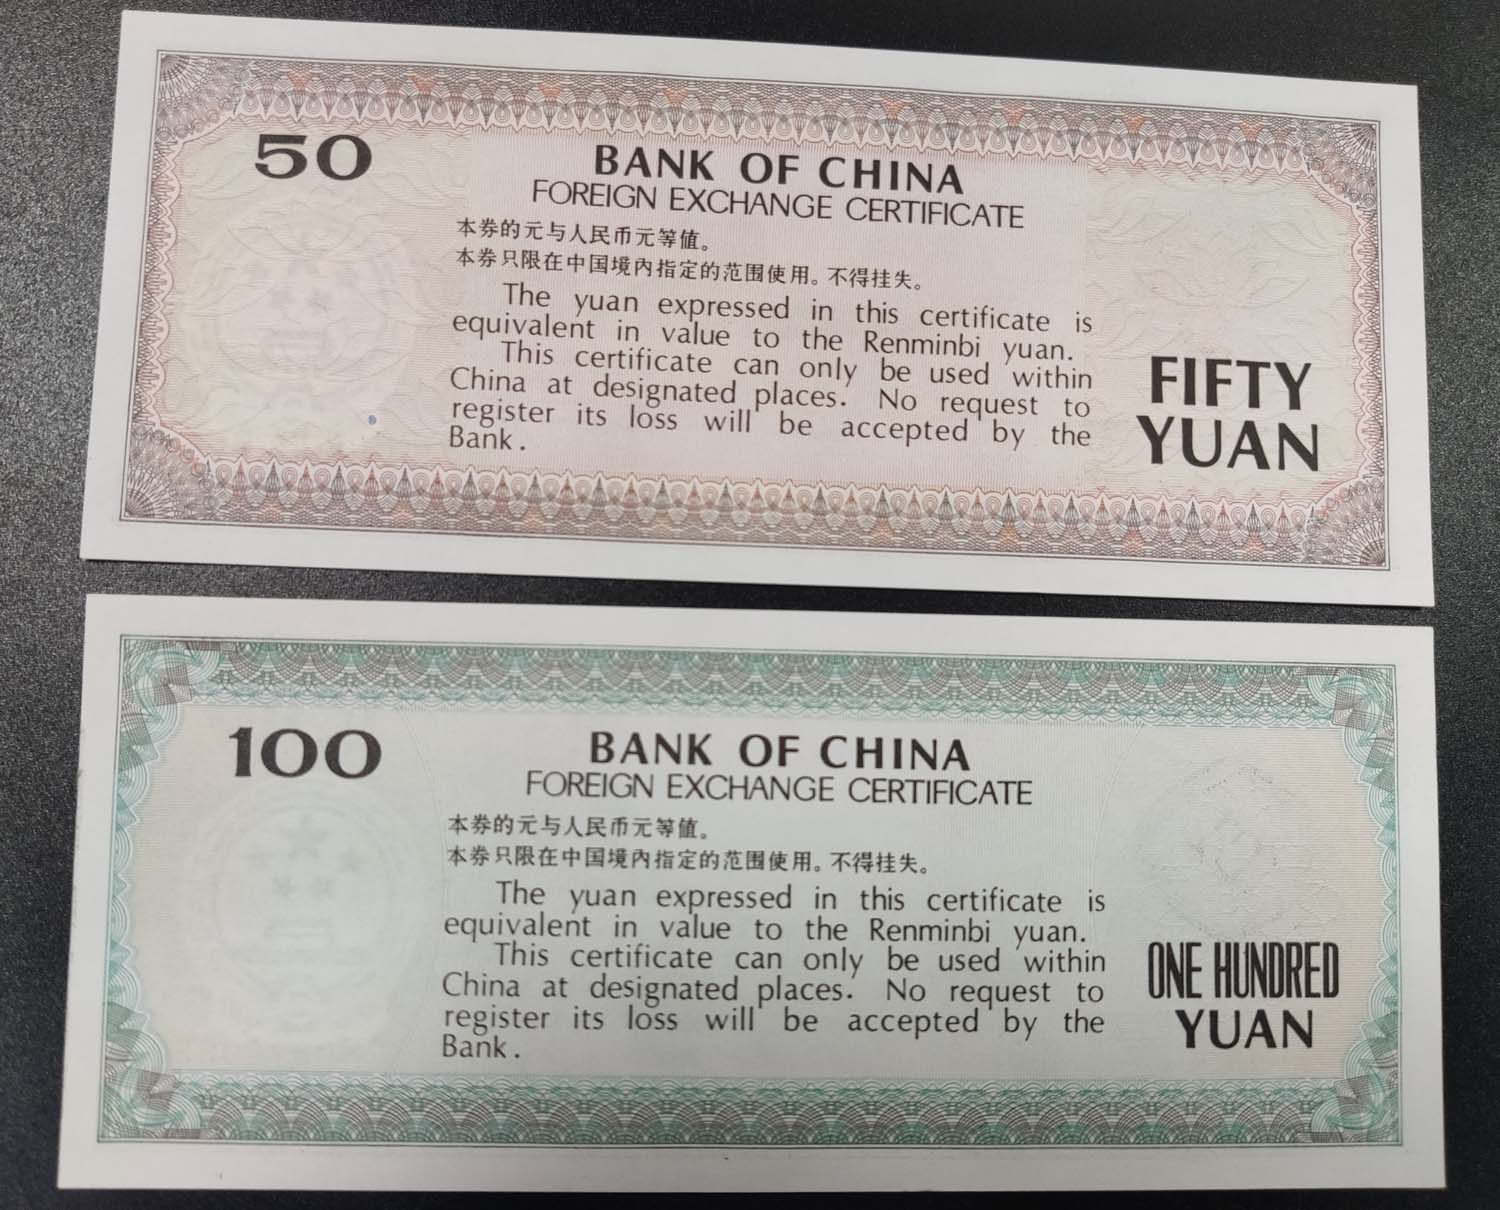 50
BANK OF CHINA
FOREIGN EXCHANGE CERTIFICATE
本券的元与人民币元等值。
本券只限在中国境内指定的范围使用。不得挂失。
The yuan expressed in this certificate is
equivalent in value to the Renminbi yuan.
This certificate can only be used within
China at designated places. No request to
register its loss will be accepted by the
Bank.
FIFTY
YUAN
100
BANK OF CHINA
FOREIGN EXCHANGE CERTIFICATE
本券的元与人民币元等值。
本券只限在中国境内指定的范围使用。不得挂失。
The yuan expressed in this certificate is
equivalent in value to the Renminbi yuan.
This certificate can only be used within
China at designated places. No request to
register its loss will be accepted by the
Bank.
ONE HUNDRED
YUAN